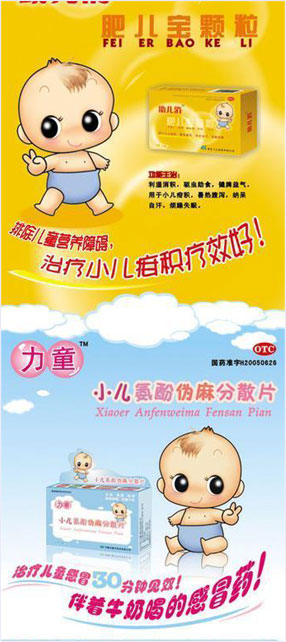 肥儿宝颗粒
FEI ER BAO KE LI
功能主治:
利湿消积,驱虫助食,健脾益气。
用于小儿疳积,暑热腹泻,纳呆
自汗,烦躁失眠。
排除儿童营养障碍,
治疗小儿疳积疗效好!
力童™
OTC
国药准字H20050626
小儿氨酚伪麻分散片
Xiaoer Anfenweima Fensan Pian
力童
小儿氨酚伪麻分散片
Xiaoer Anfenweima Fensan Pian
治疗儿童感冒30分钟见效!
伴着牛奶喝的感冒药!